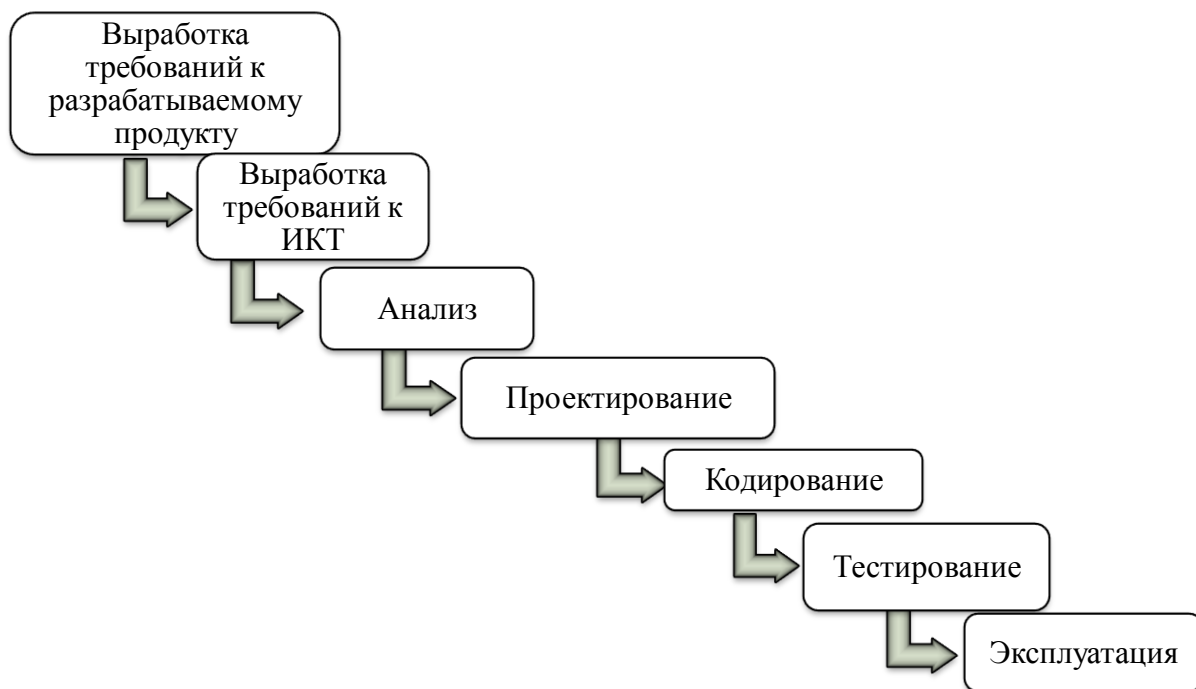 Выработка
требований к
разрабатываемому
продукту
Выработка
требований к
ИКТ
Анализ
Проектирование
Кодирование
Тестирование
Эксплуатация